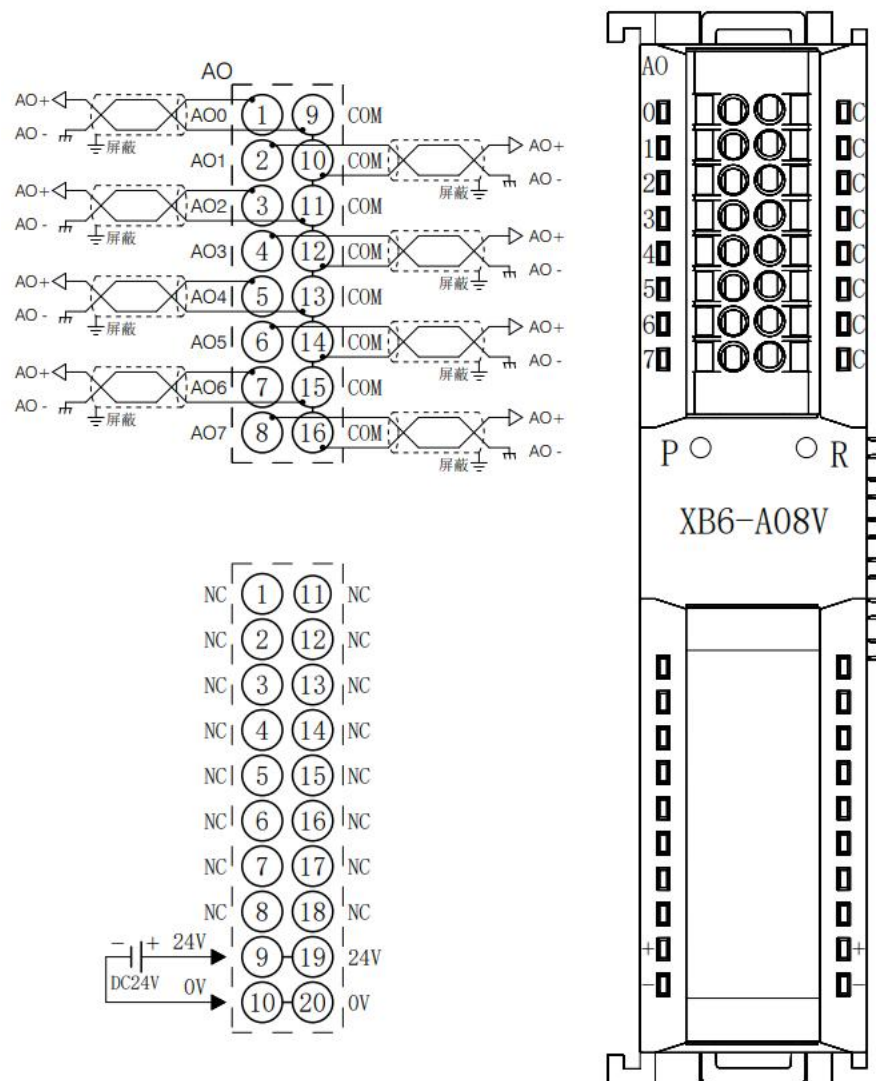 AO
AO+ AO0 1 9 COM
AO- 屏蔽
AO1 2 10 COM AO+
屏蔽 AO-
AO+ AO2 3 11 COM
AO- 屏蔽
AO3 4 12 COM AO+
屏蔽 AO-
AO+ AO4 5 13 COM
AO- 屏蔽
AO5 6 14 COM AO+
屏蔽 AO-
AO+ AO6 7 15 COM
AO- 屏蔽
AO7 8 16 COM AO+
屏蔽 AO-
NC 1 11 NC
NC 2 12 NC
NC 3 13 NC
NC 4 14 NC
NC 5 15 NC
NC 6 16 NC
NC 7 17 NC
NC 8 18 NC
- + 24V 9 19 24V
DC24V 0V 10 20 0V
AO
0 C
1 C
2 C
3 C
4 C
5 C
6 C
7 C
P R
XB6-A08V
+ +
- -